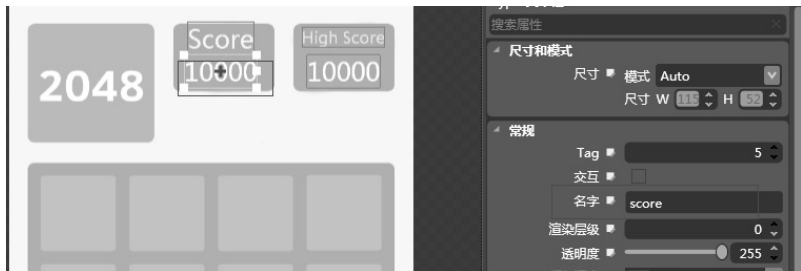 2048
Score
10000
High Score
10000
搜索属性
尺寸和模式
尺寸 模式 Auto
尺寸 W 115 H 52
常规
Tag 5
交互
名字 score
渲染层级 0
透明度 255